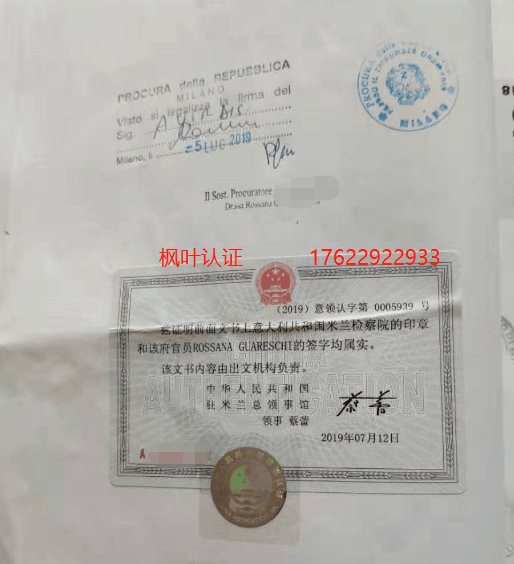 PROCURA della REPUBBLICA
MILANO
Visto si legalizza la firma del
Sig.
Milano, li 5 LUG 2019
Il Sost. Procuratore
Dr.ssa Rossana
枫叶认证 17622922933
(2019) 意领认字第 0005939 号
兹证明前面文书上意大利共和国米兰检察院的印章
和该府官员ROSSANA GUARESCHI的签字均属实。
该文书内容由出文机构负责。
中华人民共和国
驻米兰总领事馆
领事 蔡蕾
2019年07月12日
A